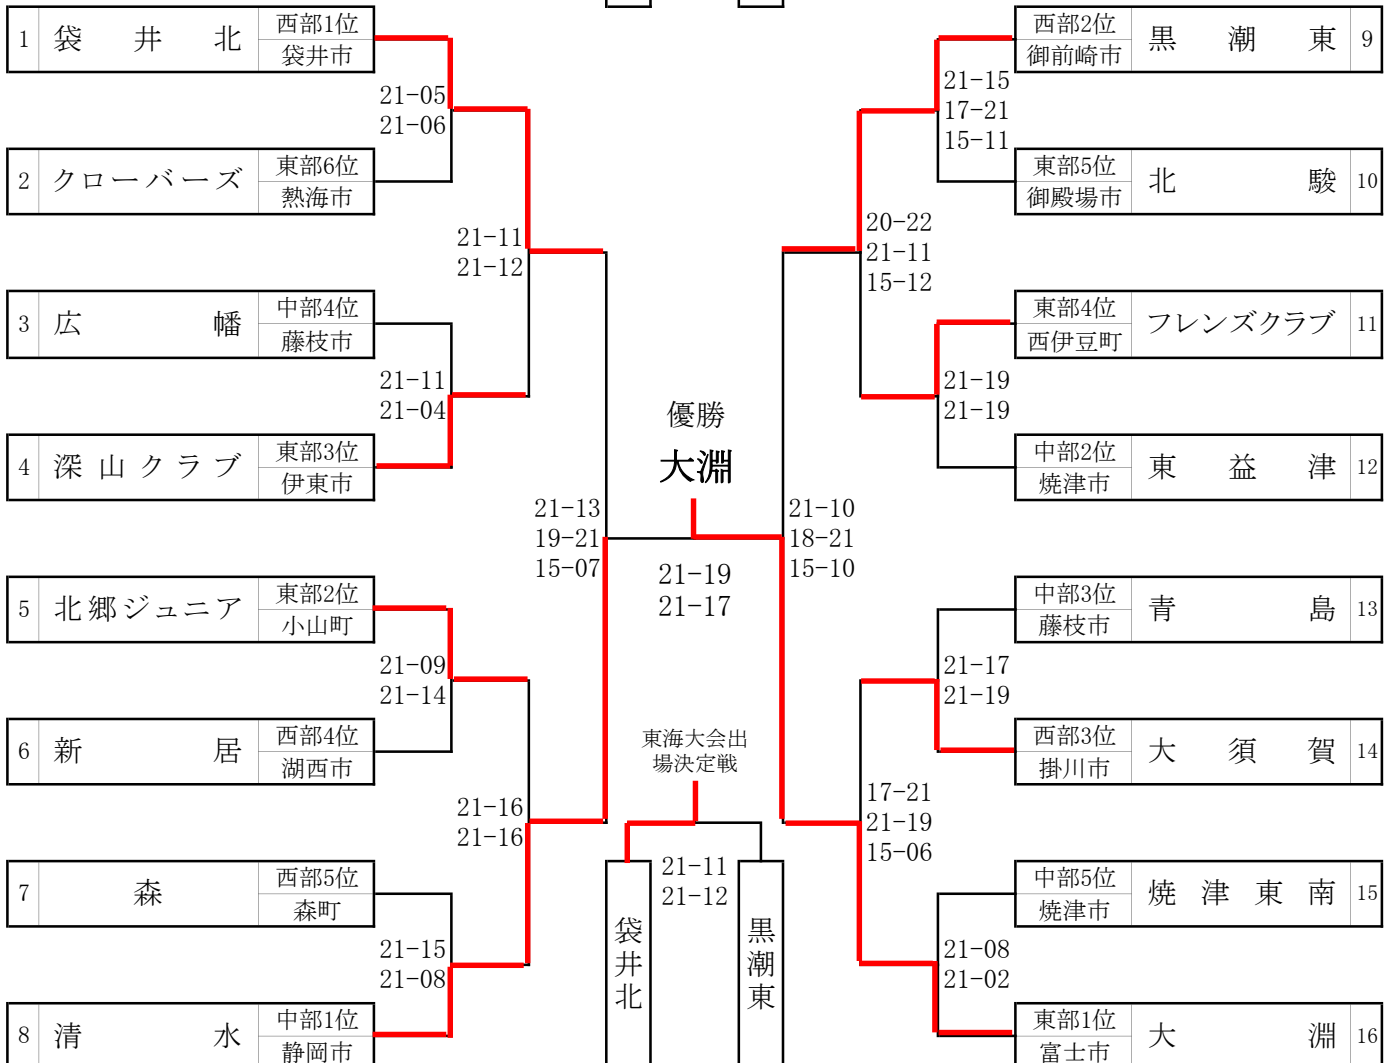 1 袋井北 西部1位
袋井市
21-05
21-06
2 クローバーズ 東部6位
熱海市
21-11
21-12
3 広幡 中部4位
藤枝市
21-11
21-04
4 深山クラブ 東部3位
伊東市
21-13
19-21
15-07
5 北郷ジュニア 東部2位
小山町
21-09
21-14
6 新居 西部4位
湖西市
21-16
21-16
7 森 西部5位
森町
21-15
21-08
8 清水 中部1位
静岡市
優勝
大淵
21-19
21-17
東海大会出
場決定戦
21-11
21-12
袋井北
黒潮東
西部2位 黒潮東 9
御前崎市
21-15
17-21
15-11
東部5位 北駿 10
御殿場市
20-22
21-11
15-12
東部4位 フレンズクラブ 11
西伊豆町
21-19
21-19
中部2位 東益津 12
焼津市
21-10
18-21
15-10
中部3位 青島 13
藤枝市
21-17
21-19
西部3位 大須賀 14
掛川市
17-21
21-19
15-06
中部5位 焼津東南 15
焼津市
21-08
21-02
東部1位 大淵 16
富士市